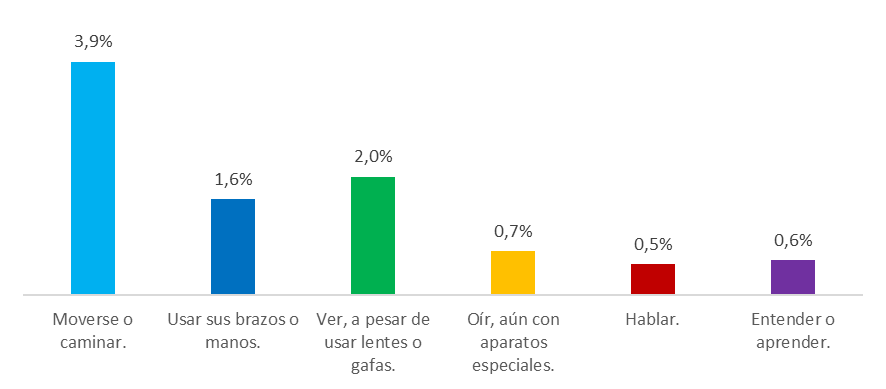 3,9%
1,6%
2,0%
0,7%
0,5%
0,6%
Moverse o
caminar.
Usar sus brazos o
manos.
Ver, a pesar de
usar lentes o
gafas.
Oír, aún con
aparatos
especiales.
Hablar.
Entender o
aprender.